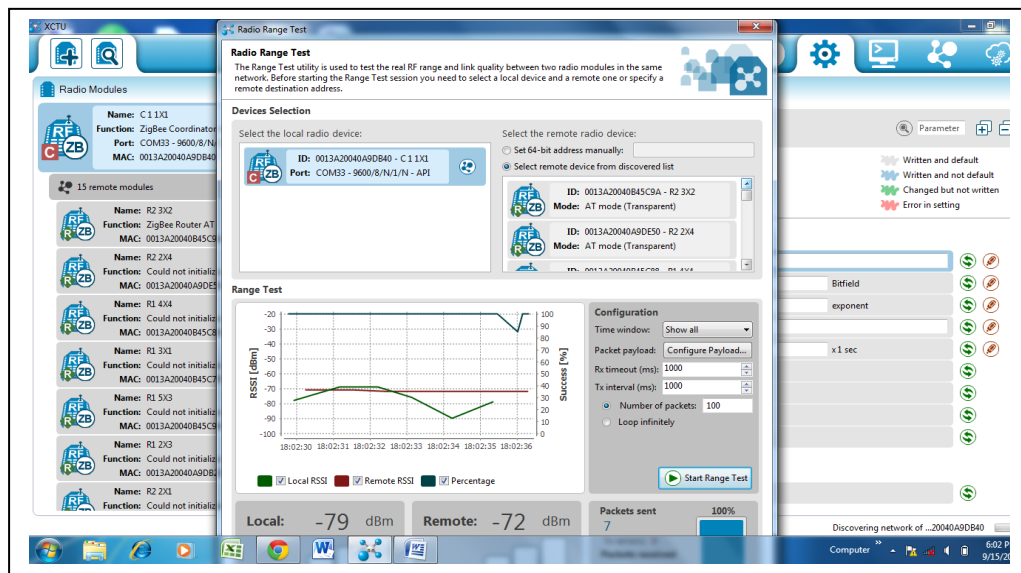 XCTU
Radio Range Test
Radio Range Test
The Range Test utility is used to test the real RF range and link quality between two radio modules in the same
network. Before starting the Range Test session you need to select a local device and a remote one or specify a
remote destination address.
Devices Selection
Select the local radio device:
ID: 0013A20040A9DB40 - C 1 1X1
Port: COM33 - 9600/8/N/1/N - API
RF
C
ZB
Select the remote radio device:
Set 64-bit address manually:
Select remote device from discovered list
ID: 0013A20040B45C9A - R2 3X2
Mode: AT mode (Transparent)
ID: 0013A20040A9DE50 - R2 2X4
Mode: AT mode (Transparent)
Range Test
RSSI [dBm]
-20
-30
-40
-50
-60
-70
-80
-90
-100
100
90
80
70
60
50
40
30
20
10
0
Success [%]
18:02:30 18:02:31 18:02:32 18:02:33 18:02:34 18:02:35 18:02:36
Local RSSI Remote RSSI Percentage
Configuration
Time window: Show all
Packet payload: Configure Payload...
Rx timeout (ms): 1000
Tx interval (ms): 1000
Number of packets: 100
Loop infinitely
Start Range Test
Local: -79 dBm
Remote: -72 dBm
Packets sent
7
100%
Radio Modules
Name: C 1 1X1
Function: ZigBee Coordinator
Port: COM33 - 9600/8/N/
MAC: 0013A20040A9DB40
15 remote modules
Name: R2 3X2
Function: ZigBee Router AT
MAC: 0013A20040B45C9
Name: R2 2X4
Function: Could not initializ
MAC: 0013A20040A9DE5
Name: R1 4X4
Function: Could not initializ
MAC: 0013A20040B45C8
Name: R1 3X1
Function: Could not initializ
MAC: 0013A20040B45C7
Name: R1 5X3
Function: Could not initializ
MAC: 0013A20040B45C9
Name: R1 2X3
Function: Could not initializ
MAC: 0013A20040A9DB2
Name: R2 2X1
Function: Could not initializ
Parameter
Written and default
Written and not default
Changed but not written
Error in setting
Bitfield
exponent
x 1 sec
Discovering network of ...20040A9DB40
Computer
6:02 P
9/15/20